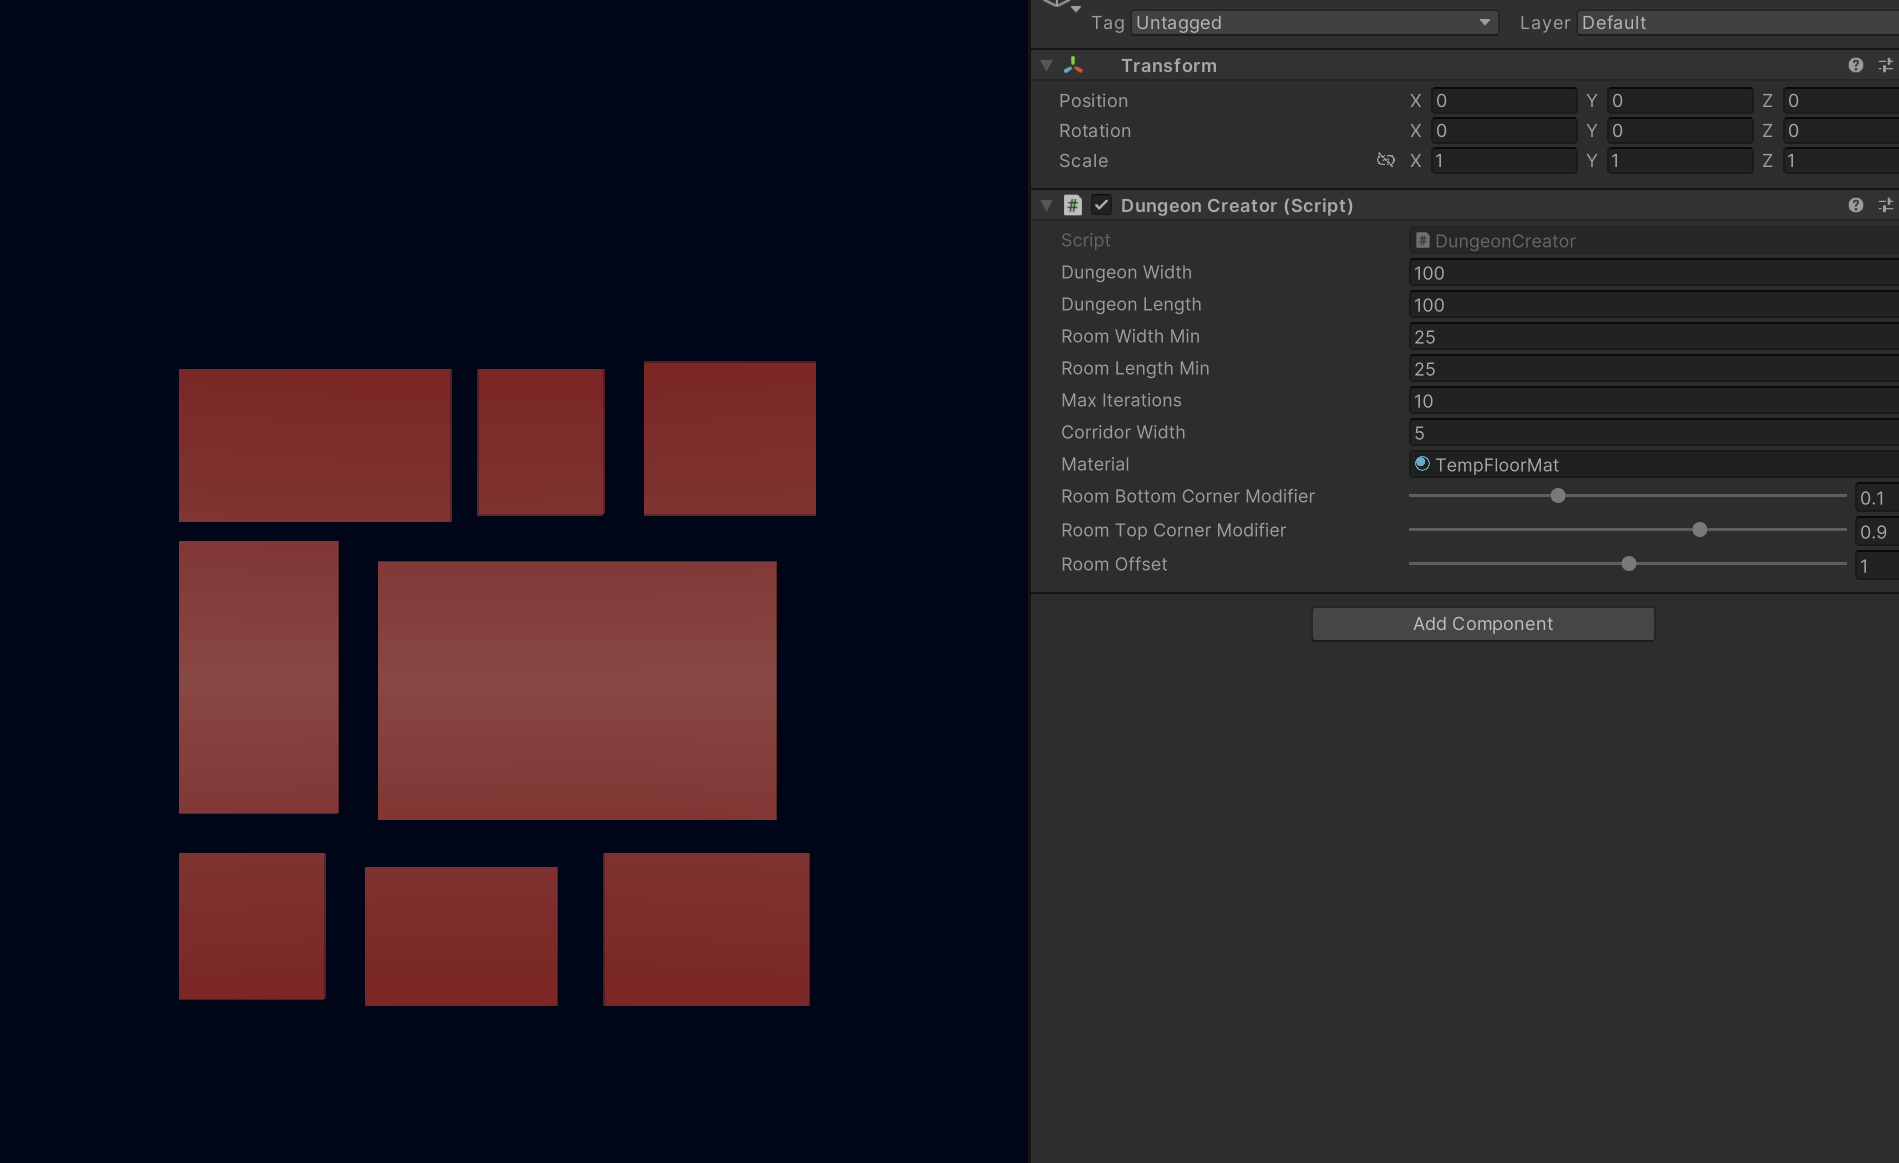 Tag Untagged Layer Default
Transform
Position X 0 Y 0 Z 0
Rotation X 0 Y 0 Z 0
Scale X 1 Y 1 Z 1
# Dungeon Creator (Script)
Script # DungeonCreator
Dungeon Width 100
Dungeon Length 100
Room Width Min 25
Room Length Min 25
Max Iterations 10
Corridor Width 5
Material TempFloorMat
Room Bottom Corner Modifier 0.1
Room Top Corner Modifier 0.9
Room Offset 1
Add Component